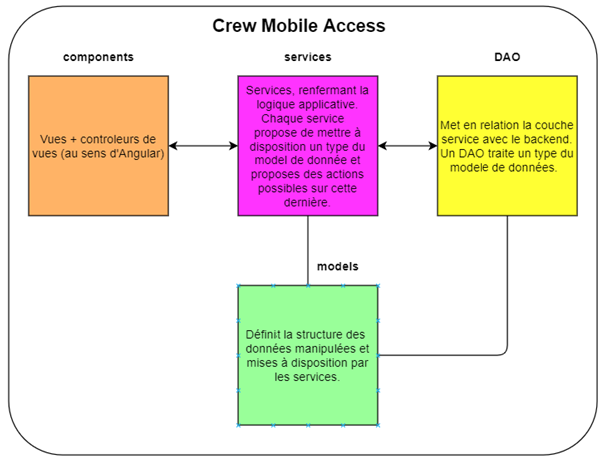 Crew Mobile Access
components
services
DAO
Vues + controleurs de
vues (au sens d'Angular)
Services, renfermant la
logique applicative.
Chaque service
propose de mettre à
disposition un type du
model de donnée et
proposes des actions
possibles sur cette
dernière.
Met en relation la couche
service avec le backend.
Un DAO traite un type du
modele de données.
models
Définit la structure des
données manipulées et
mises à disposition par
les services.